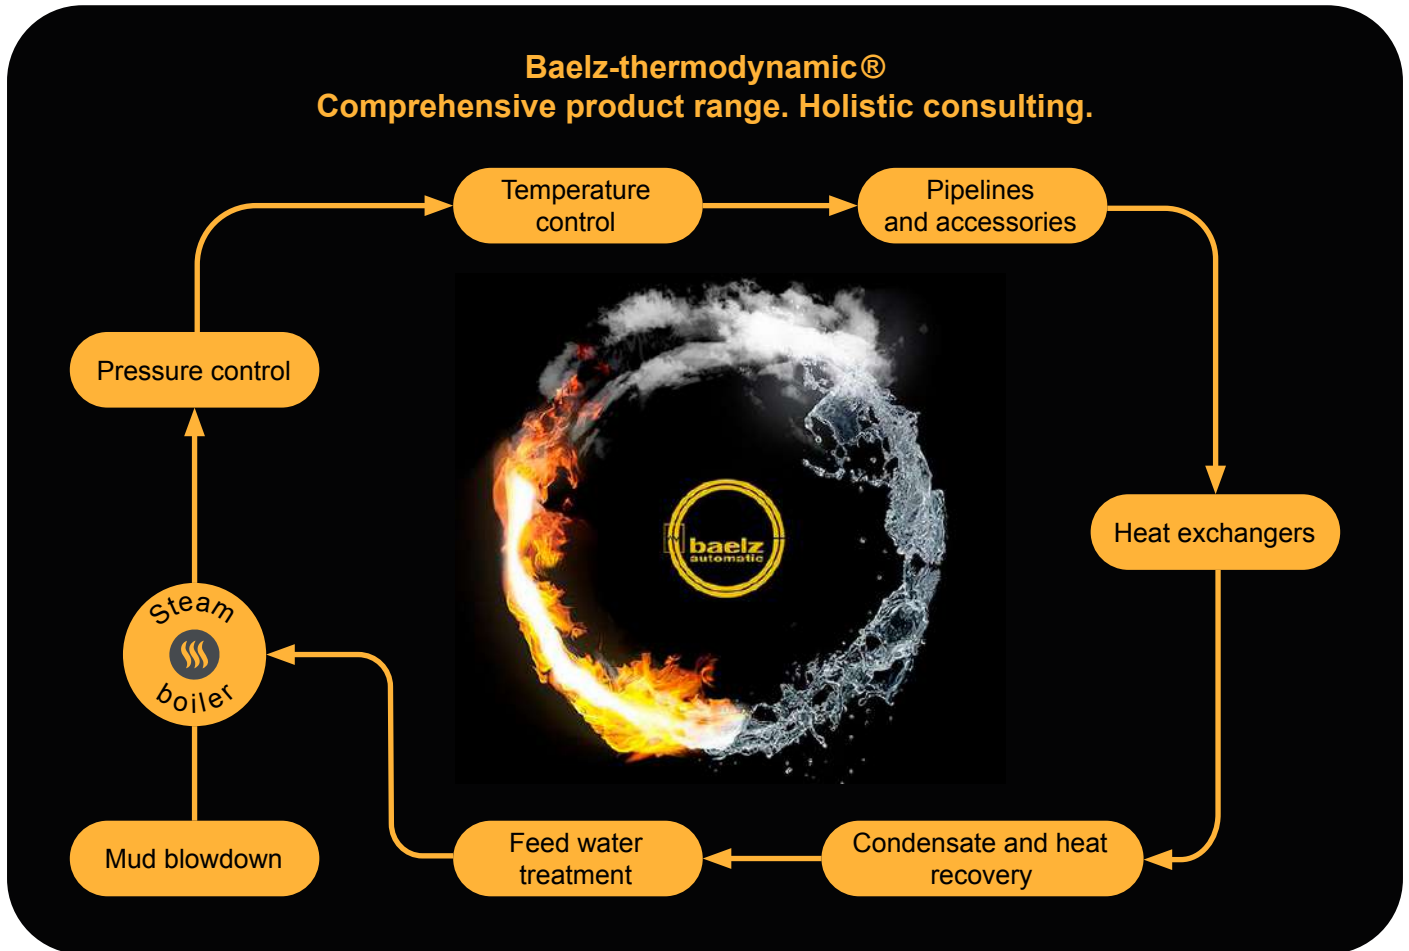 Baelz-thermodynamic®
Comprehensive product range. Holistic consulting.
Temperature
control
Pipelines
and accessories
Pressure control
Heat exchangers
baelz
automatic
Steam
boiler
Mud blowdown
Feed water
treatment
Condensate and heat
recovery